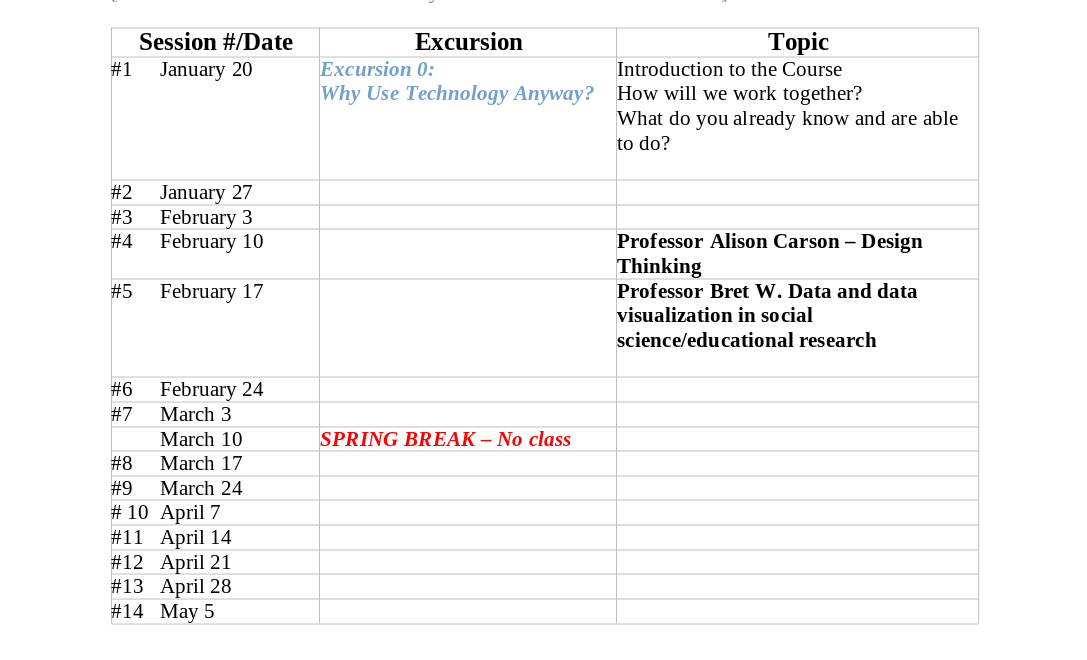 Session #/Date Excursion Topic
#1 January 20 Excursion 0: Introduction to the Course
Why Use Technology Anyway? How will we work together?
What do you already know and are able
to do?
#2 January 27
#3 February 3
#4 February 10 Professor Alison Carson – Design
Thinking
#5 February 17 Professor Bret W. Data and data
visualization in social
science/educational research
#6 February 24
#7 March 3
March 10 SPRING BREAK – No class
#8 March 17
#9 March 24
# 10 April 7
#11 April 14
#12 April 21
#13 April 28
#14 May 5